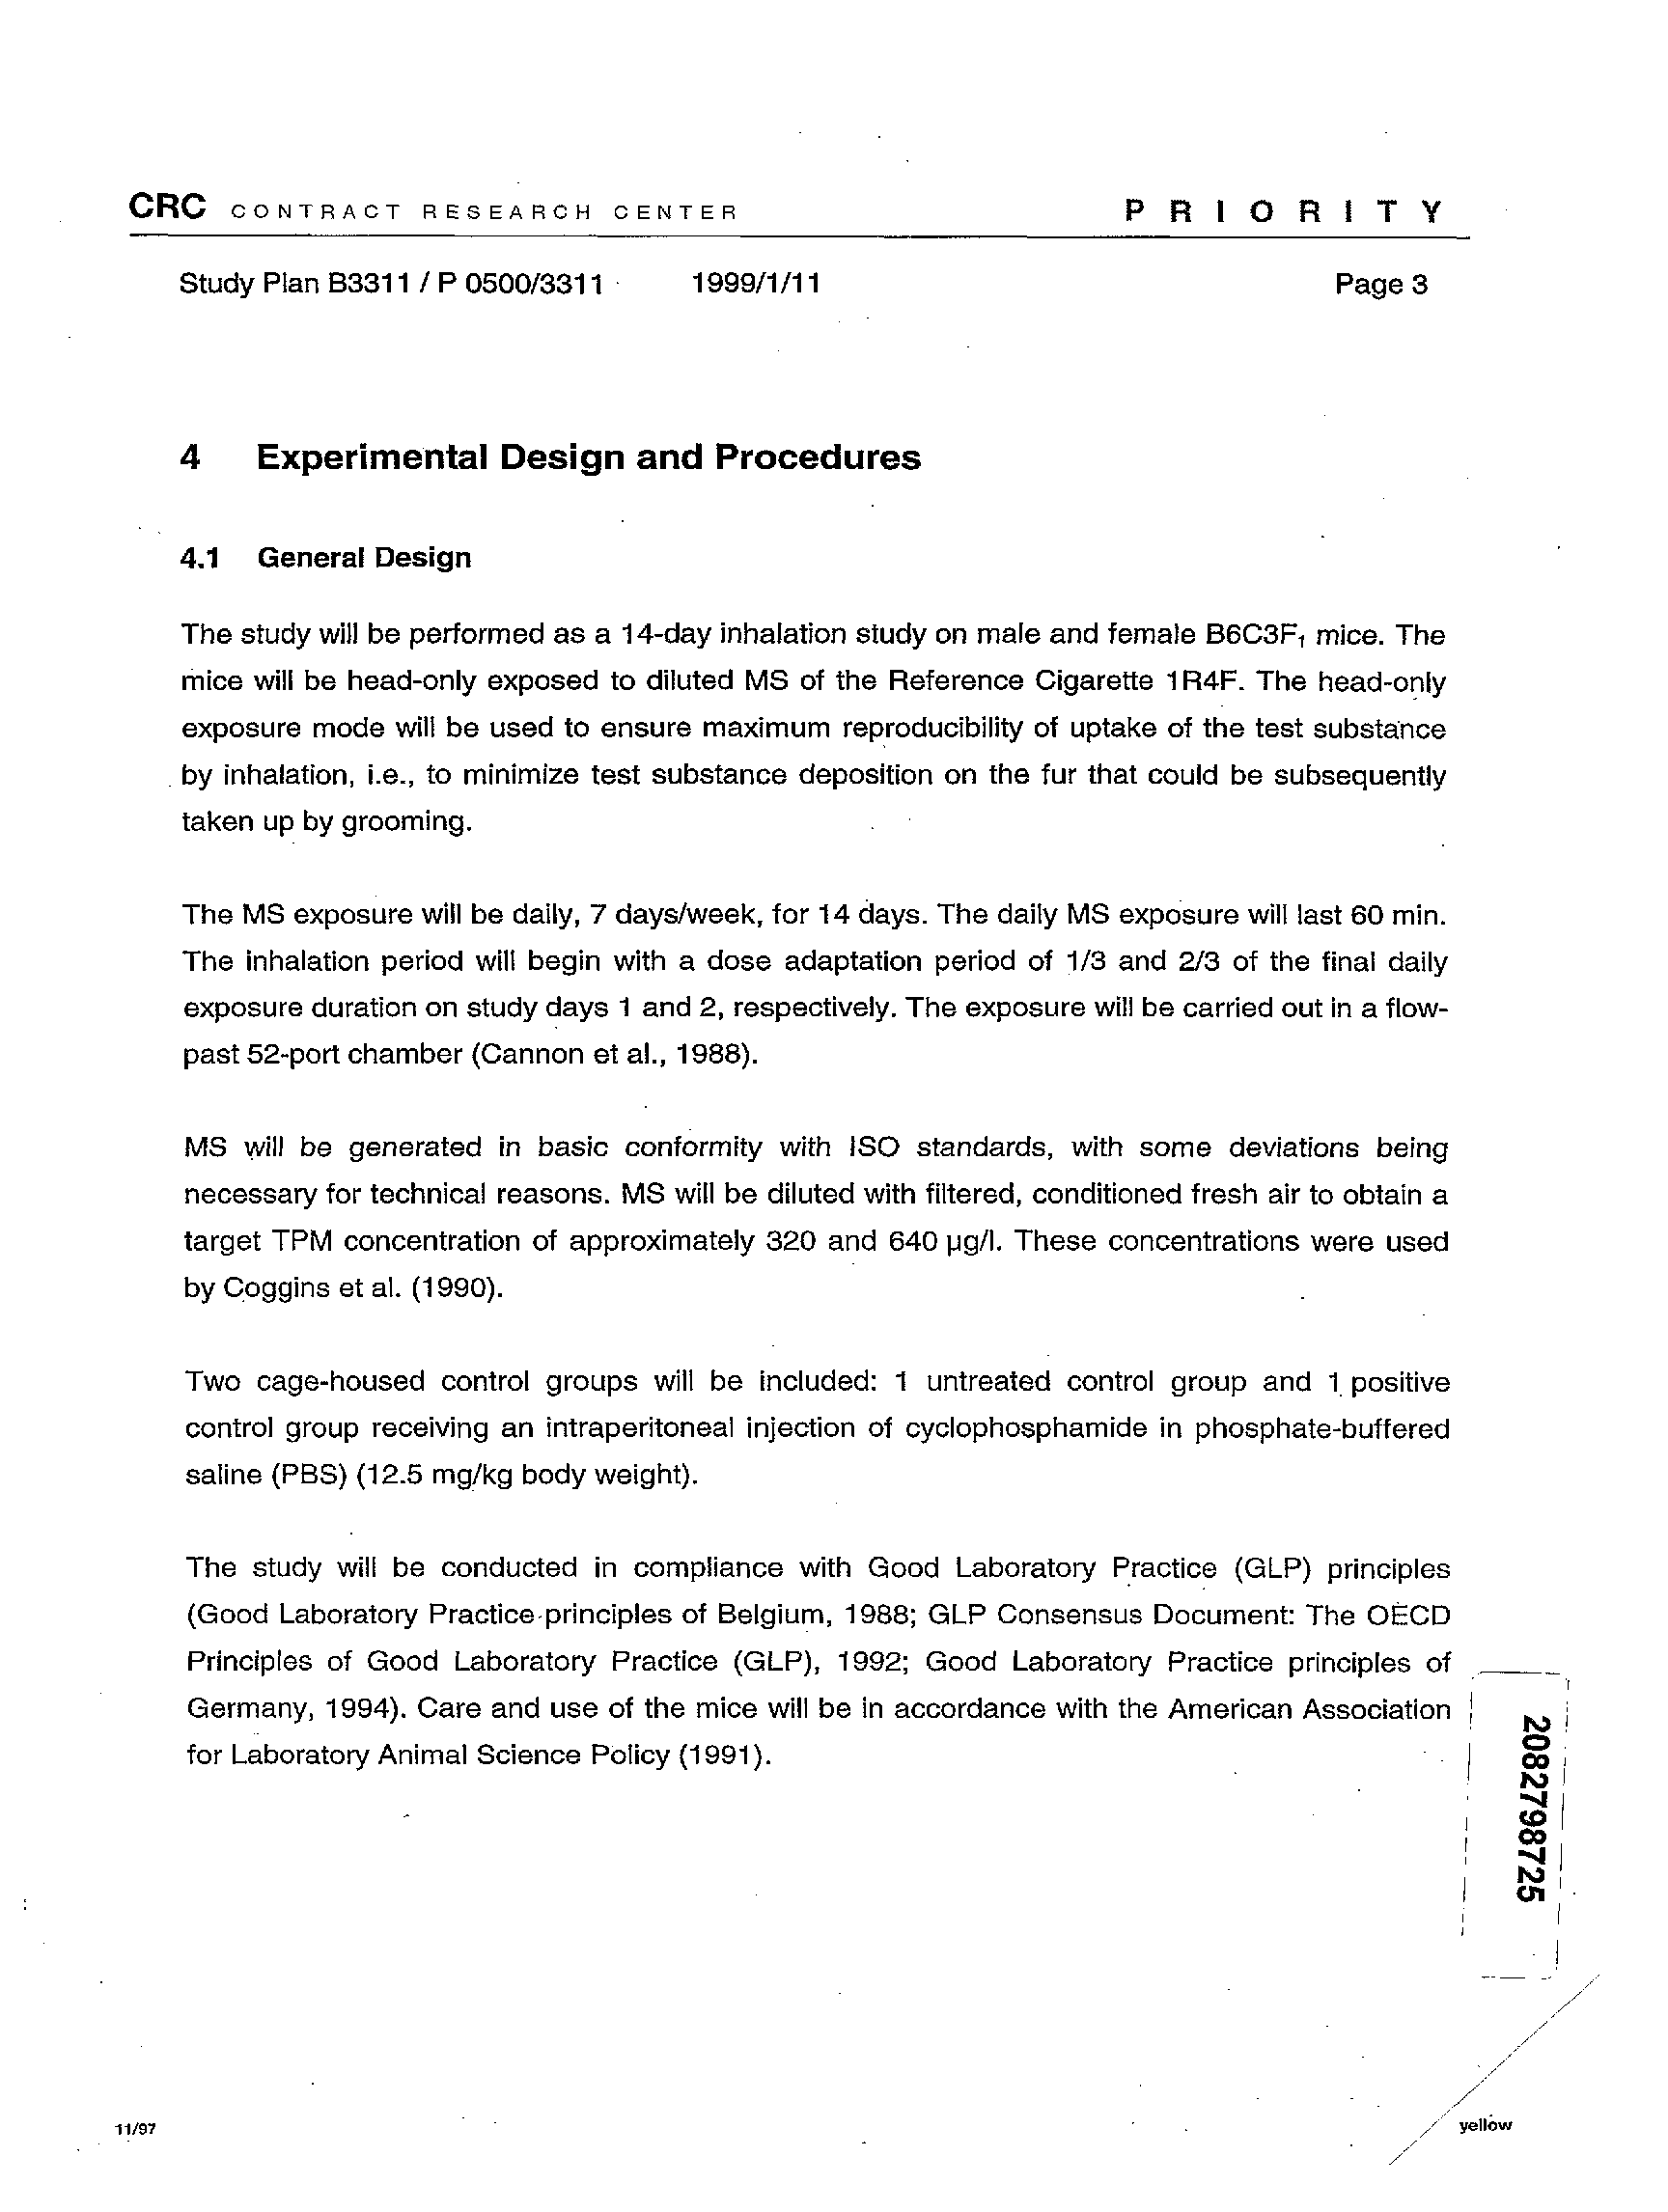 CRC CONTRACT RESEARCH CENTER PRIORITY
Study Plan B3311 / P 0500/3311 1999/1/11 Page 3
4 Experimental Design and Procedures
4.1 General Design
The study will be performed as a 14-day inhalation study on male and female B6C3F₁ mice. The
mice will be head-only exposed to diluted MS of the Reference Cigarette 1R4F. The head-only
exposure mode will be used to ensure maximum reproducibility of uptake of the test substance
by inhalation, i.e., to minimize test substance deposition on the fur that could be subsequently
taken up by grooming.
The MS exposure will be daily, 7 days/week, for 14 days. The daily MS exposure will last 60 min.
The inhalation period will begin with a dose adaptation period of 1/3 and 2/3 of the final daily
exposure duration on study days 1 and 2, respectively. The exposure will be carried out in a flow-
past 52-port chamber (Cannon et al., 1988).
MS will be generated in basic conformity with ISO standards, with some deviations being
necessary for technical reasons. MS will be diluted with filtered, conditioned fresh air to obtain a
target TPM concentration of approximately 320 and 640 µg/l. These concentrations were used
by Coggins et al. (1990).
Two cage-housed control groups will be included: 1 untreated control group and 1 positive
control group receiving an intraperitoneal injection of cyclophosphamide in phosphate-buffered
saline (PBS) (12.5 mg/kg body weight).
The study will be conducted in compliance with Good Laboratory Practice (GLP) principles
(Good Laboratory Practice principles of Belgium, 1988; GLP Consensus Document: The OECD
Principles of Good Laboratory Practice (GLP), 1992; Good Laboratory Practice principles of
Germany, 1994). Care and use of the mice will be in accordance with the American Association
for Laboratory Animal Science Policy (1991).
2082798725
11/97 yellow